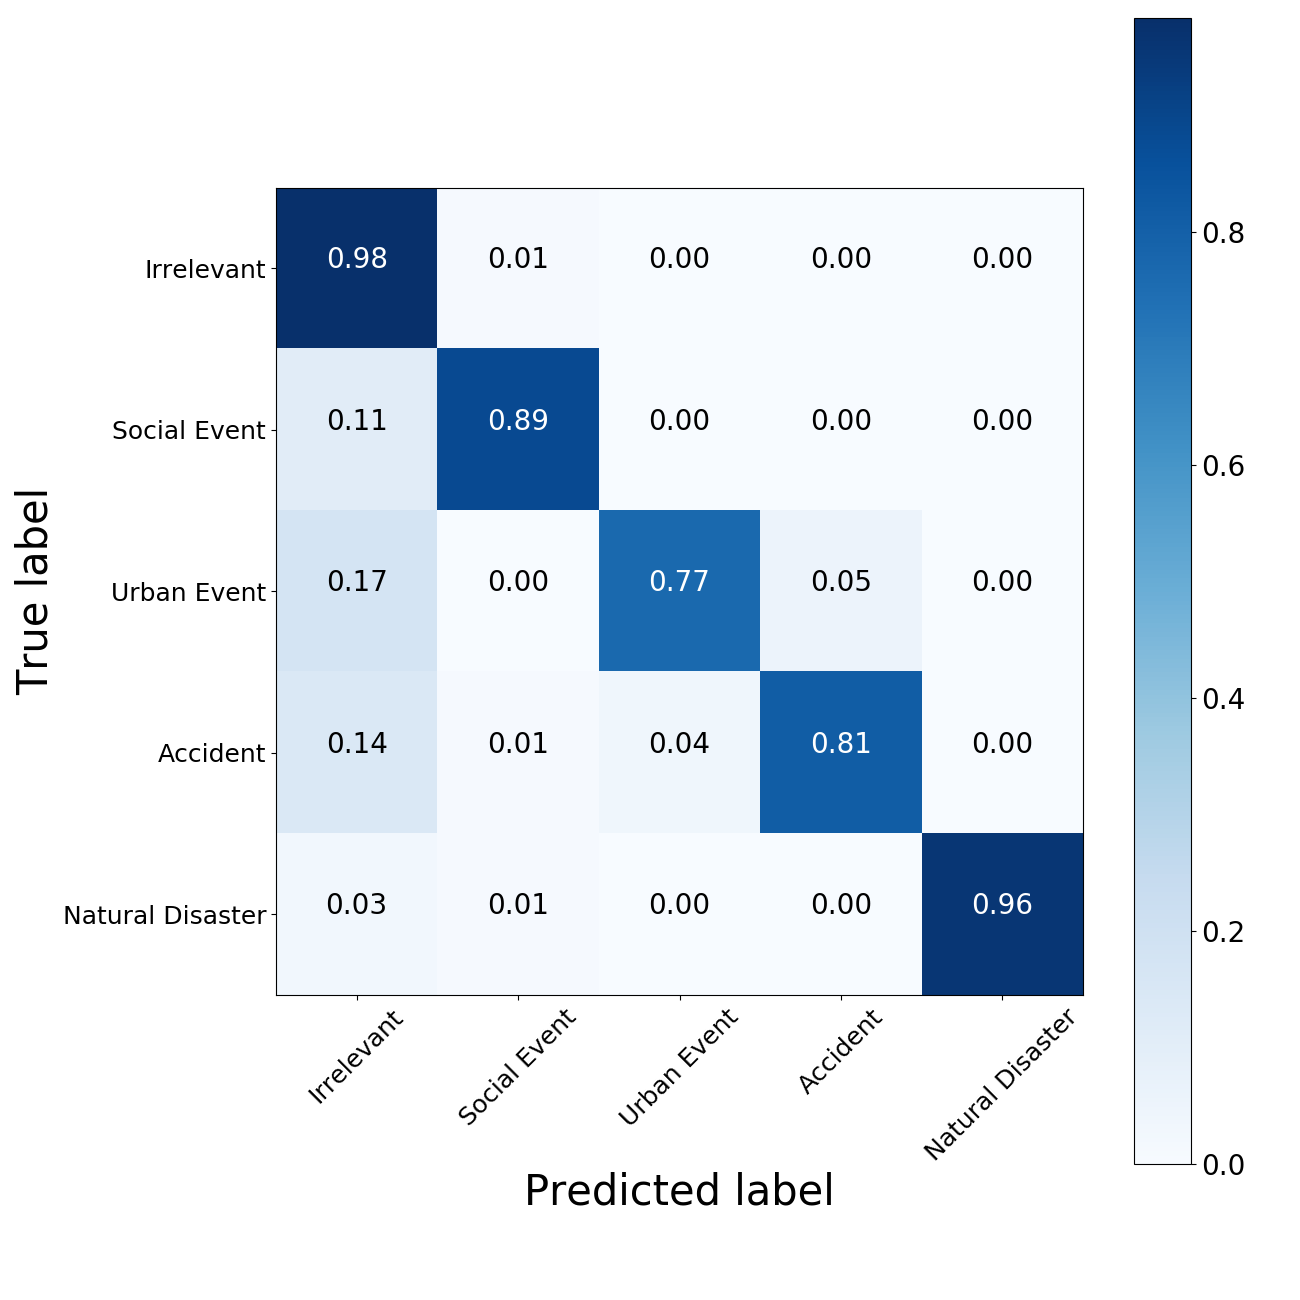 True label
Irrelevant 0.98 0.01 0.00 0.00 0.00
Social Event 0.11 0.89 0.00 0.00 0.00
Urban Event 0.17 0.00 0.77 0.05 0.00
Accident 0.14 0.01 0.04 0.81 0.00
Natural Disaster 0.03 0.01 0.00 0.00 0.96
Irrelevant Social Event Urban Event Accident Natural Disaster
Predicted label
0.8
0.6
0.4
0.2
0.0